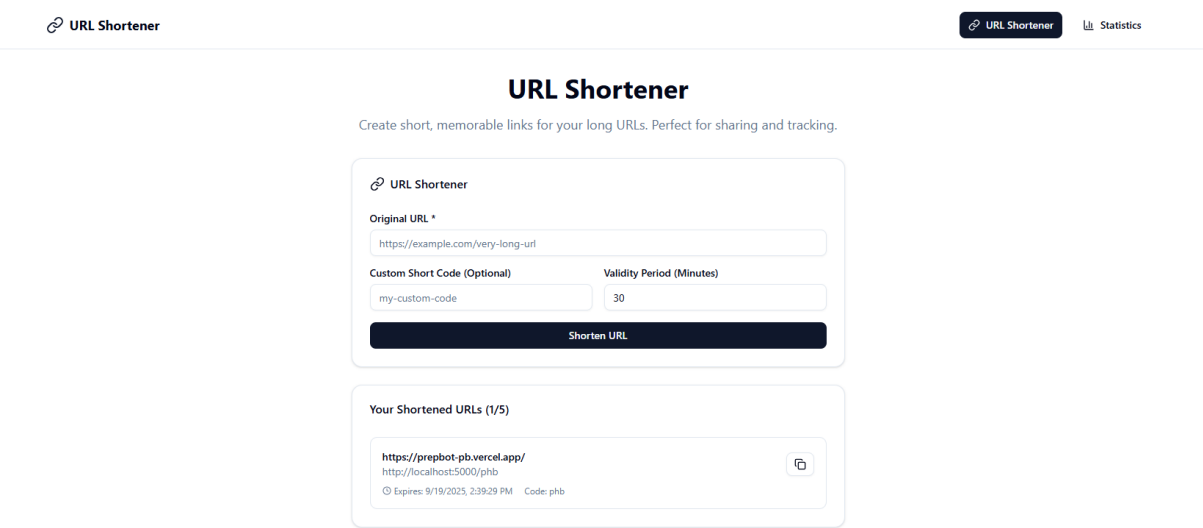 URL Shortener
URL Shortener
Statistics
URL Shortener
Create short, memorable links for your long URLs. Perfect for sharing and tracking.
URL Shortener
Original URL *
https://example.com/very-long-url
Custom Short Code (Optional)
Validity Period (Minutes)
my-custom-code
30
Shorten URL
Your Shortened URLs (1/5)
https://prepbot-pb.vercel.app/
http://localhost:5000/phb
Expires: 9/19/2025, 2:39:29 PM Code: phb